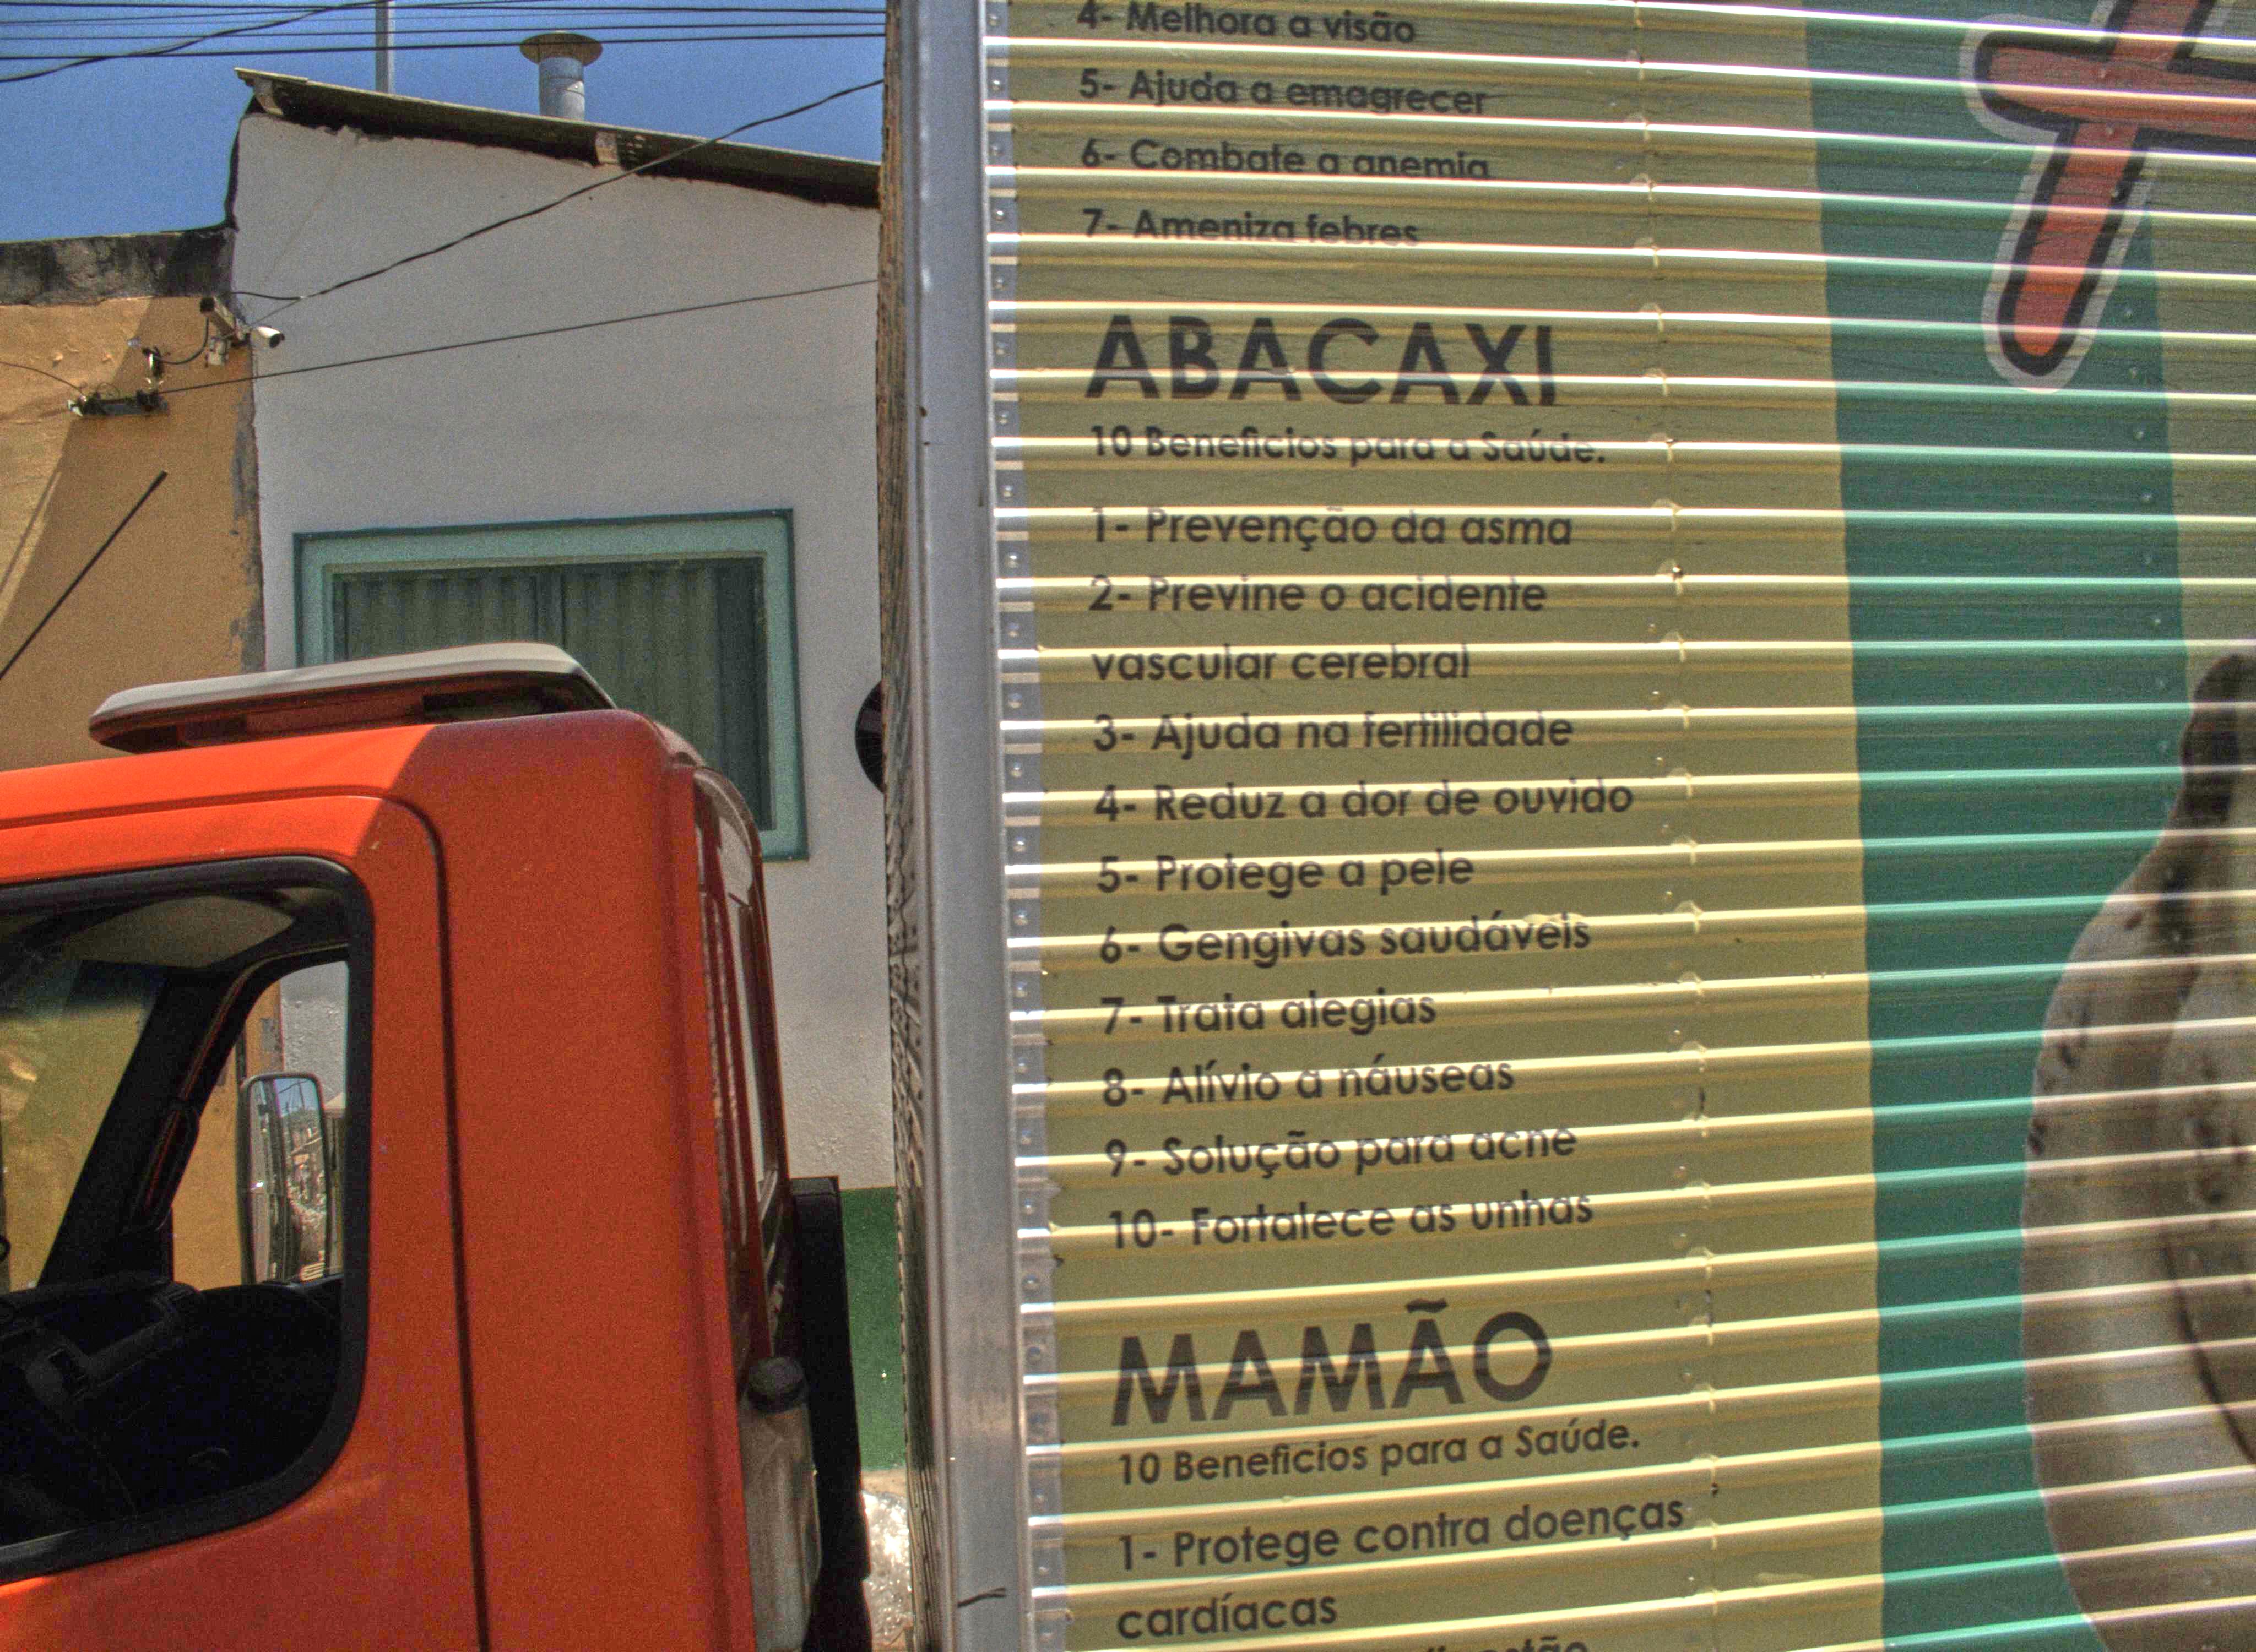 4- Melhora a visão
5- Ajuda a emagrecer
6- Combate a anemia
7- Ameniza febres
ABACAXI
10 Beneficios para a Saúde.
1- Prevenção da asma
2- Previne o acidente
vascular cerebral
3- Ajuda na fertilidade
4- Reduz a dor de ouvido
5- Protege a pele
6- Gengivas saudáveis
7- Trata alegias
8- Alívio a náuseas
9- Solução para acne
10- Fortalece as unhas
MAMÃO
10 Beneficios para a Saúde.
1- Protege contra doenças
cardíacas